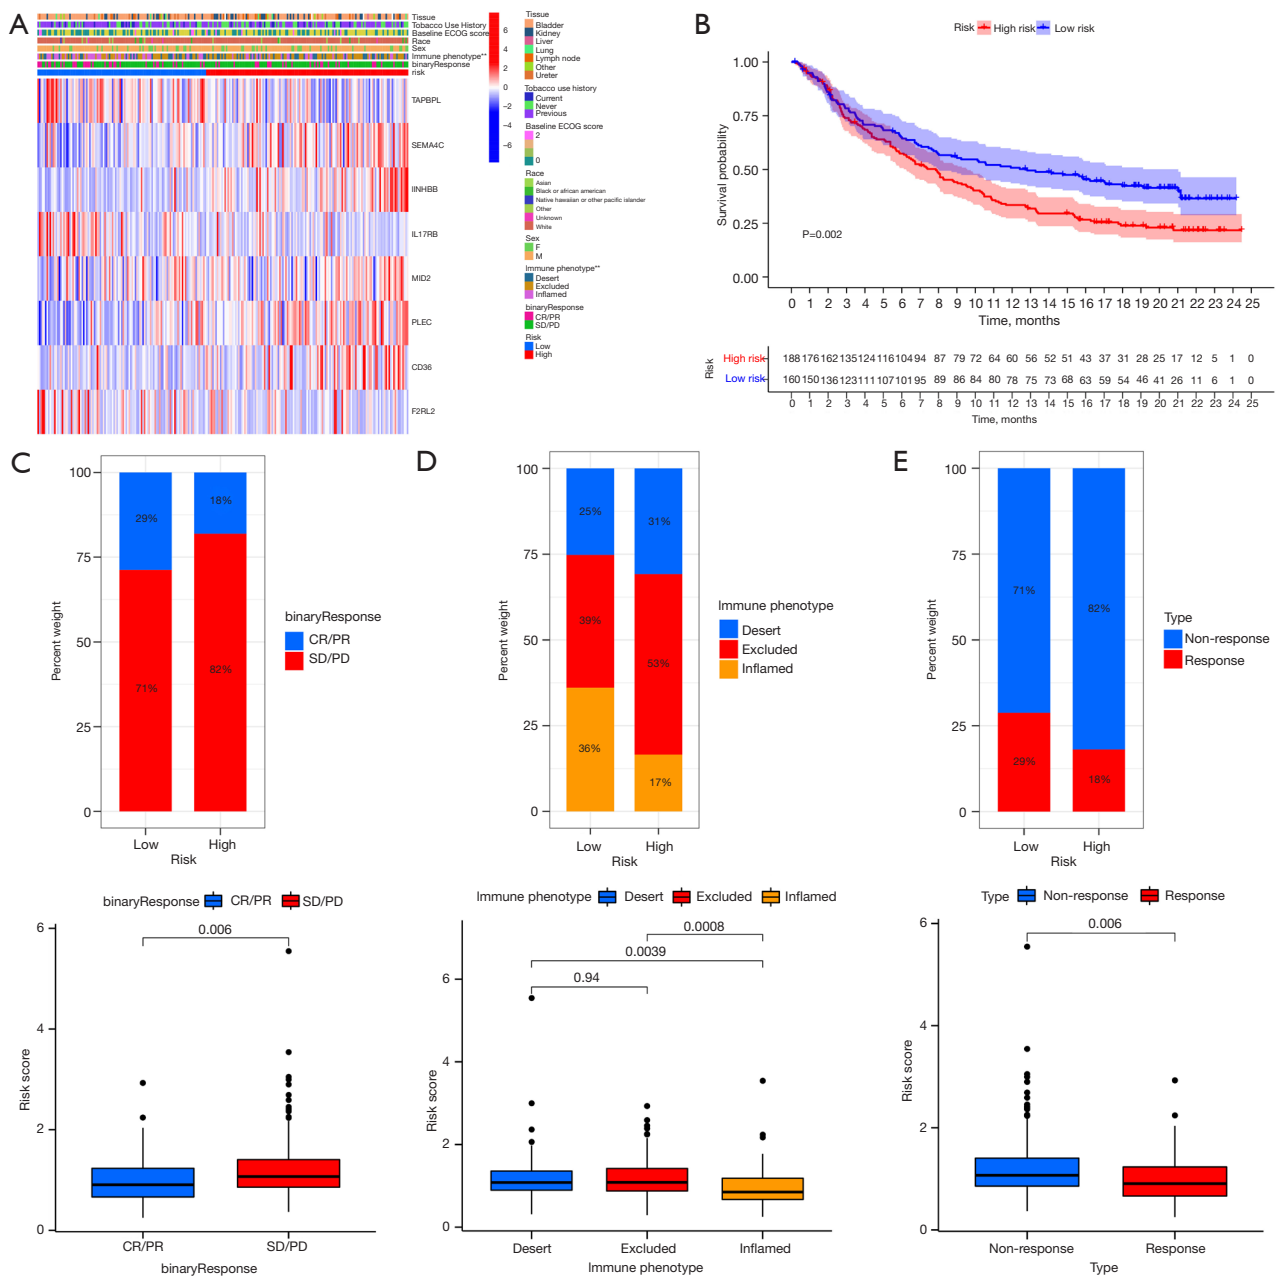 A
Tissue
Tobacco Use History
Baseline ECOG score
Race
Sex
Immune phenotype**
binaryResponse
risk
TAPBPL
SEMA4C
IINHBB
IL17RB
MID2
PLEC
CD36
F2RL2
6
4
2
0
−2
−4
−6
Tissue
Bladder
Kidney
Liver
Lung
Lymph node
Other
Ureter
Tobacco use history
Current
Never
Previous
Baseline ECOG score
2
0
Race
Asian
Black or african american
Native hawaiian or other pacific islander
Other
Unknown
White
Sex
F
M
Immune phenotype**
Desert
Excluded
Inflamed
binaryResponse
CR/PR
SD/PD
Risk
Low
High
B
Risk High risk Low risk
Survival probability
1.00
0.75
0.50
0.25
0.00
P=0.002
0 1 2 3 4 5 6 7 8 9 10 11 12 13 14 15 16 17 18 19 20 21 22 23 24 25
Time, months
Risk
High risk 188 176 162 135 124 116 104 94 87 79 72 64 60 56 52 51 43 37 31 28 25 17 12 5 1 0
Low risk 160 150 136 123 111 107 101 95 89 86 84 80 78 75 73 68 63 59 54 46 41 26 11 6 1 0
0 1 2 3 4 5 6 7 8 9 10 11 12 13 14 15 16 17 18 19 20 21 22 23 24 25
Time, months
C
Percent weight
100
75
50
25
0
29%
18%
71%
82%
Low High
Risk
binaryResponse
CR/PR
SD/PD
binaryResponse CR/PR SD/PD
Risk score
6
4
2
0
0.006
CR/PR SD/PD
binaryResponse
D
Percent weight
100
75
50
25
0
25%
31%
39%
53%
36%
17%
Low High
Risk
Immune phenotype
Desert
Excluded
Inflamed
Immune phenotype Desert Excluded Inflamed
Risk score
6
4
2
0
0.0008
0.0039
0.94
Desert Excluded Inflamed
Immune phenotype
E
Percent weight
100
75
50
25
0
71%
82%
29%
18%
Low High
Risk
Type
Non-response
Response
Type Non-response Response
Risk score
6
4
2
0
0.006
Non-response Response
Type